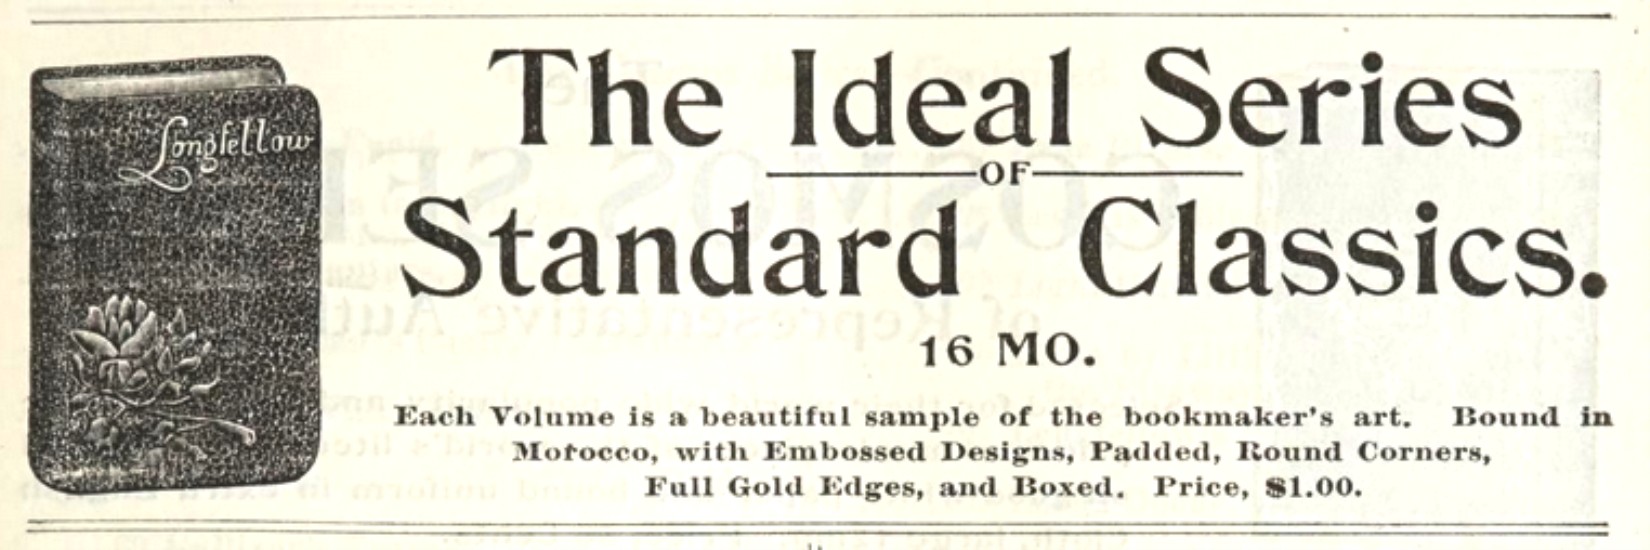 Longfellow
The Ideal Series
OF
Standard Classics.
16 MO.
Each Volume is a beautiful sample of the bookmaker's art. Bound in
Morocco, with Embossed Designs, Padded, Round Corners,
Full Gold Edges, and Boxed. Price, $1.00.